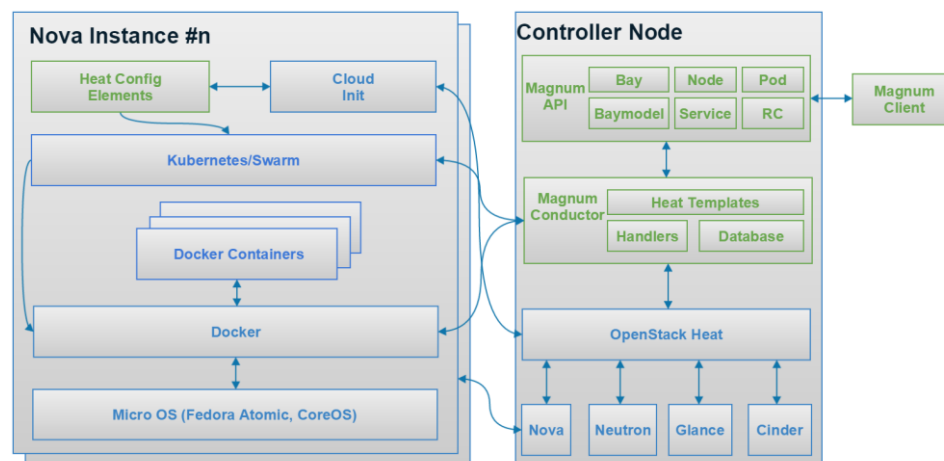 Nova Instance #n
Heat Config
Elements
Cloud
Init
Kubernetes/Swarm
Docker Containers
Docker
Micro OS (Fedora Atomic, CoreOS)
Controller Node
Magnum
API
Bay
Node
Pod
Baymodel
Service
RC
Magnum
Client
Magnum
Conductor
Heat Templates
Handlers
Database
OpenStack Heat
Nova
Neutron
Glance
Cinder